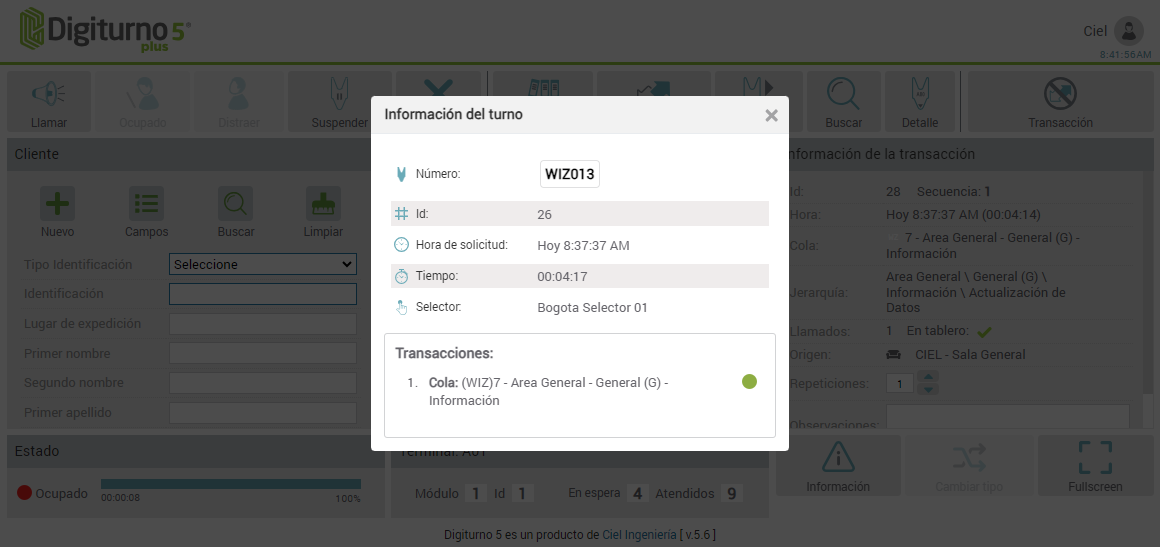 Digiturno 5®
plus
Ciel
8:41:56AM
Llamar
Ocupado
Distraer
Suspender
Buscar
Detalle
Transacción
Cliente
Nuevo
Campos
Buscar
Limpiar
Tipo Identificación Seleccione
Identificación
Lugar de expedición
Primer nombre
Segundo nombre
Primer apellido
Información del turno
Número: WIZ013
Id: 26
Hora de solicitud: Hoy 8:37:37 AM
Tiempo: 00:04:17
Selector: Bogota Selector 01
Transacciones:
1. Cola: (WIZ)7 - Area General - General (G) -
Información
nformación de la transacción
Id: 28 Secuencia: 1
Hora: Hoy 8:37:37 AM (00:04:14)
Cola: 7 - Area General - General (G) -
Información
Jerarquía: Area General \ General (G) \
Información \ Actualización de
Datos
Llamados: 1 En tablero:
Origen: CIEL - Sala General
Repeticiones: 1
Observaciones:
Estado
Ocupado
00:00:08 100%
Terminal: A01
Módulo 1 Id 1 En espera 4 Atendidos 9
Información
Cambiar tipo
Fullscreen
Digiturno 5 es un producto de Ciel Ingeniería [ v.5.6 ]